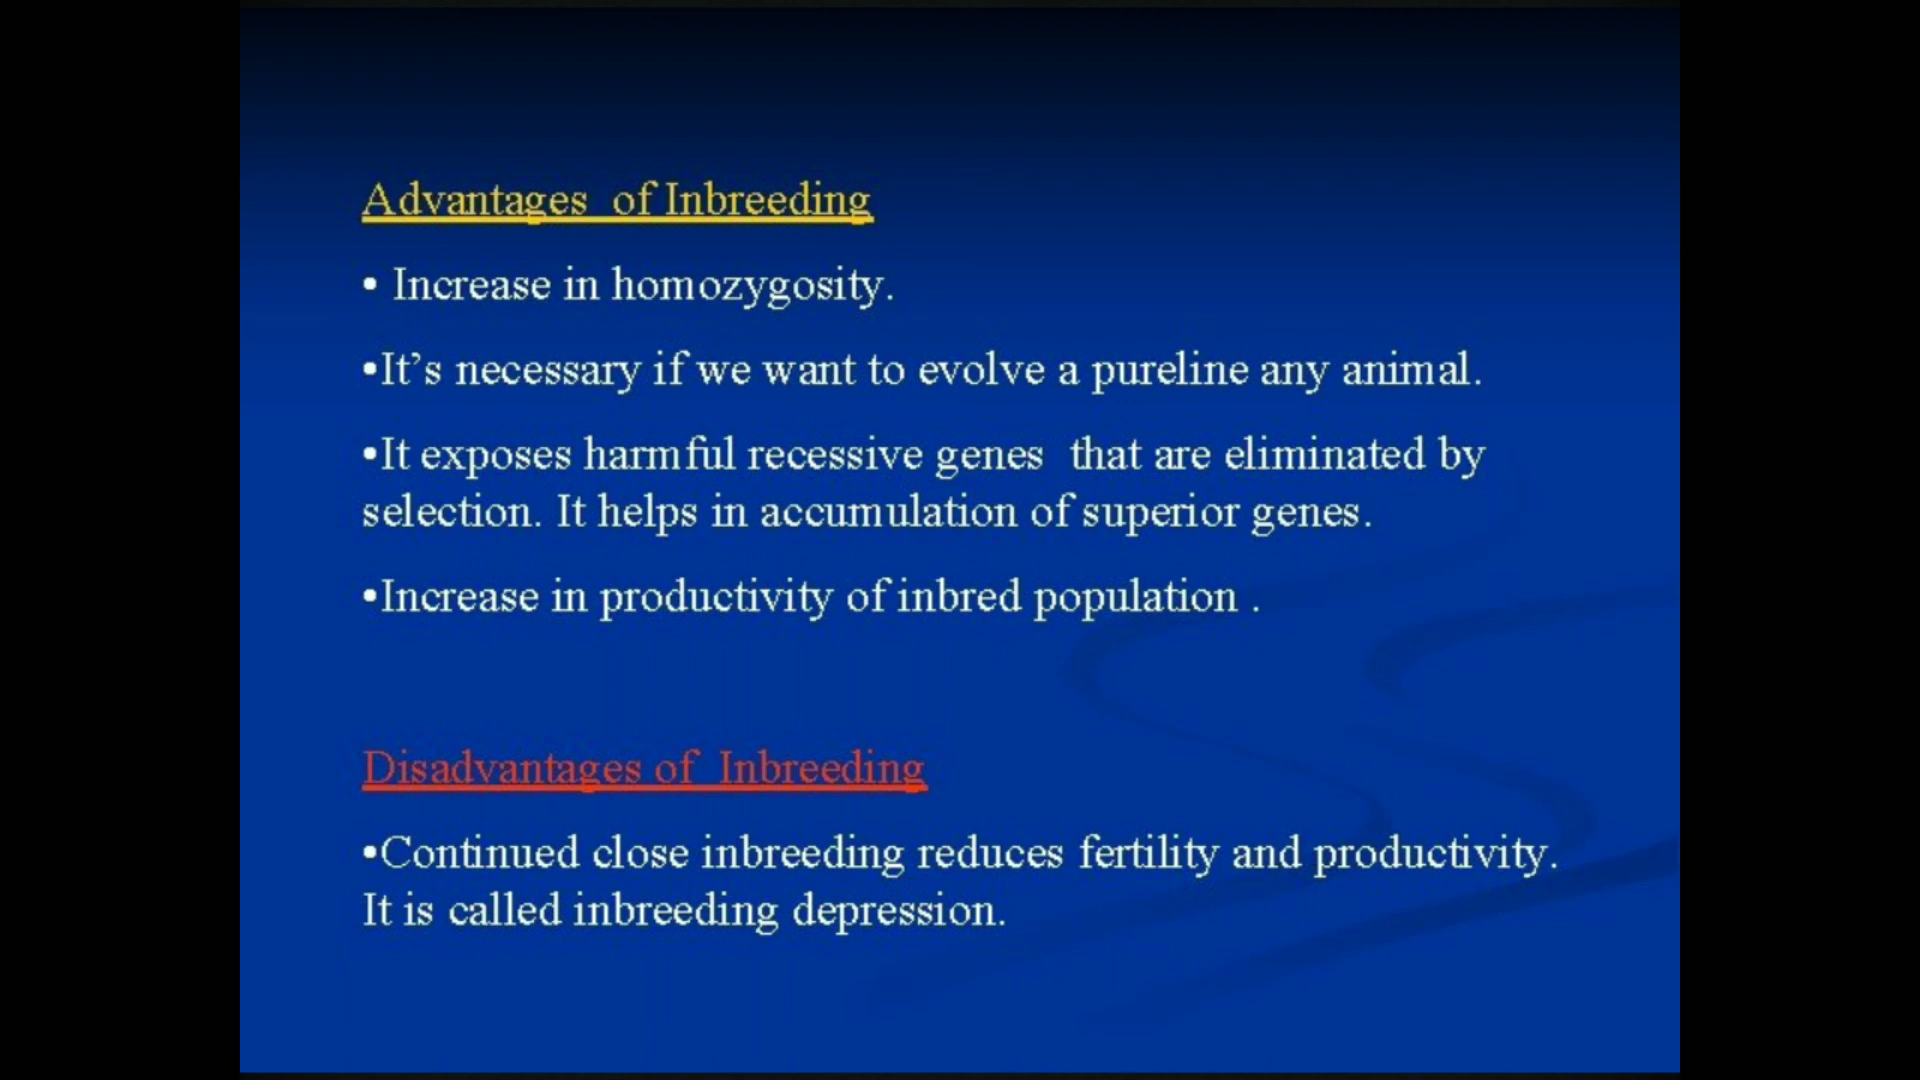 Advantages of Inbreeding
• Increase in homozygosity.
•It’s necessary if we want to evolve a pureline any animal.
•It exposes harmful recessive genes that are eliminated by
selection. It helps in accumulation of superior genes.
•Increase in productivity of inbred population .
Disadvantages of Inbreeding
•Continued close inbreeding reduces fertility and productivity.
It is called inbreeding depression.